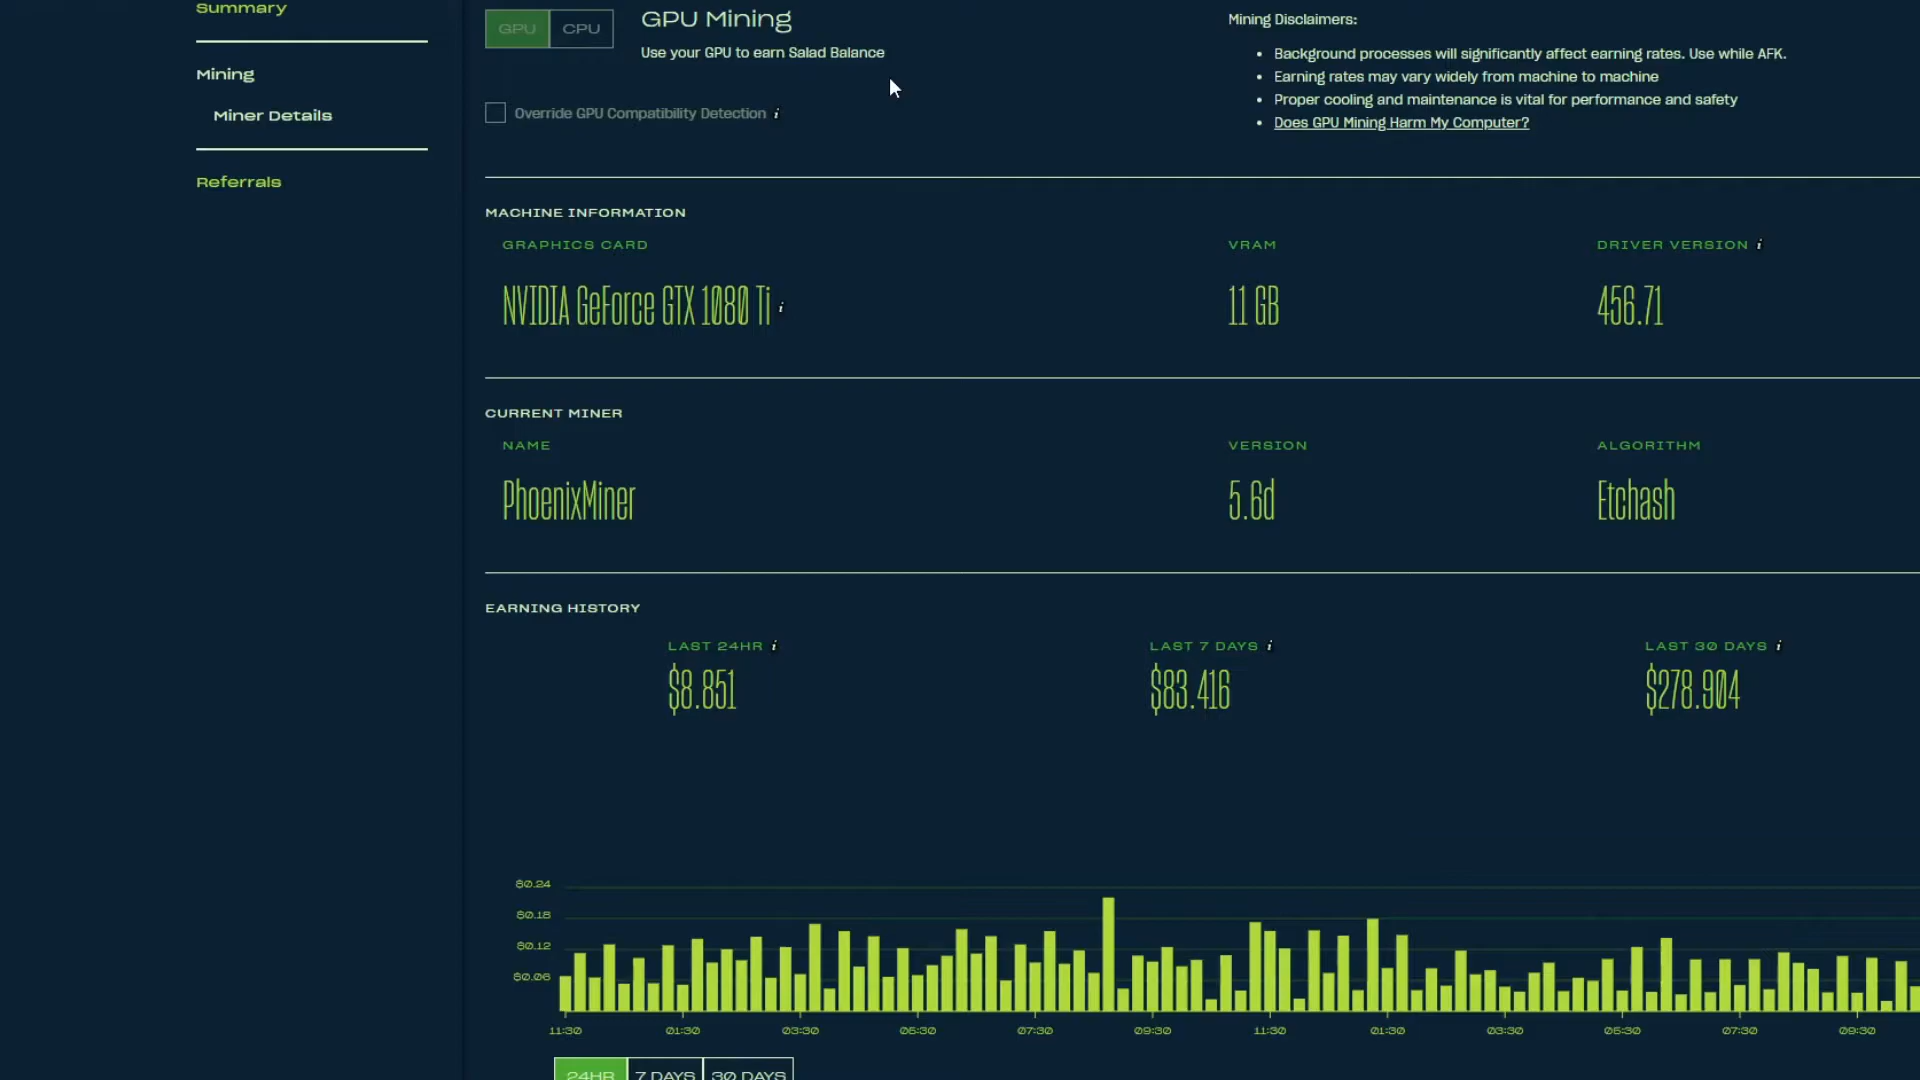 Summary
Mining
Miner Details
Referrals
GPU CPU
GPU Mining
Use your GPU to earn Salad Balance
Override GPU Compatibility Detection i
Mining Disclaimers:
• Background processes will significantly affect earning rates. Use while AFK.
• Earning rates may vary widely from machine to machine
• Proper cooling and maintenance is vital for performance and safety
• Does GPU Mining Harm My Computer?
MACHINE INFORMATION
GRAPHICS CARD VRAM DRIVER VERSION i
NVIDIA GeForce GTX 1080 Ti i 11 GB 456.71
CURRENT MINER
NAME VERSION ALGORITHM
PhoenixMiner 5.6d Etchash
EARNING HISTORY
LAST 24HR i LAST 7 DAYS i LAST 30 DAYS i
$8.851 $83.416 $278.904
$0.24
$0.18
$0.12
$0.06
11:30 01:30 03:30 05:30 07:30 09:30 11:30 01:30 03:30 05:30 07:30 09:30
24HR 7 DAYS 30 DAYS